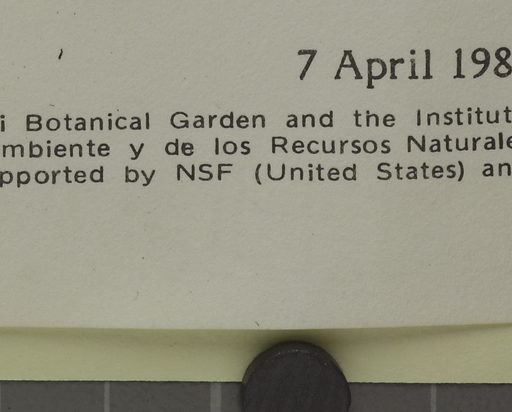 7 April 198
i Botanical Garden and the Institut
mbiente y de los Recursos Naturale
pported by NSF (United States) an